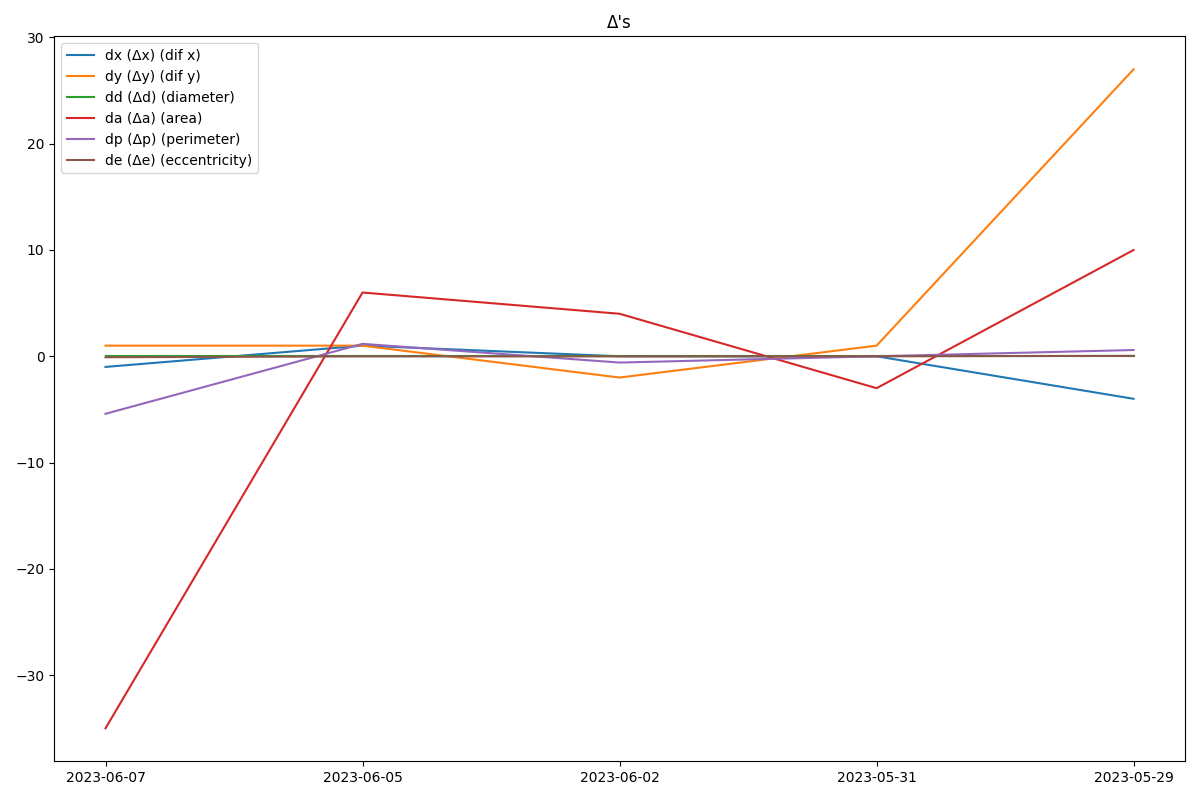 Δ's
dx (Δx) (dif x)
dy (Δy) (dif y)
dd (Δd) (diameter)
da (Δa) (area)
dp (Δp) (perimeter)
de (Δe) (eccentricity)
30
20
10
0
−10
−20
−30
2023-06-07 2023-06-05 2023-06-02 2023-05-31 2023-05-29